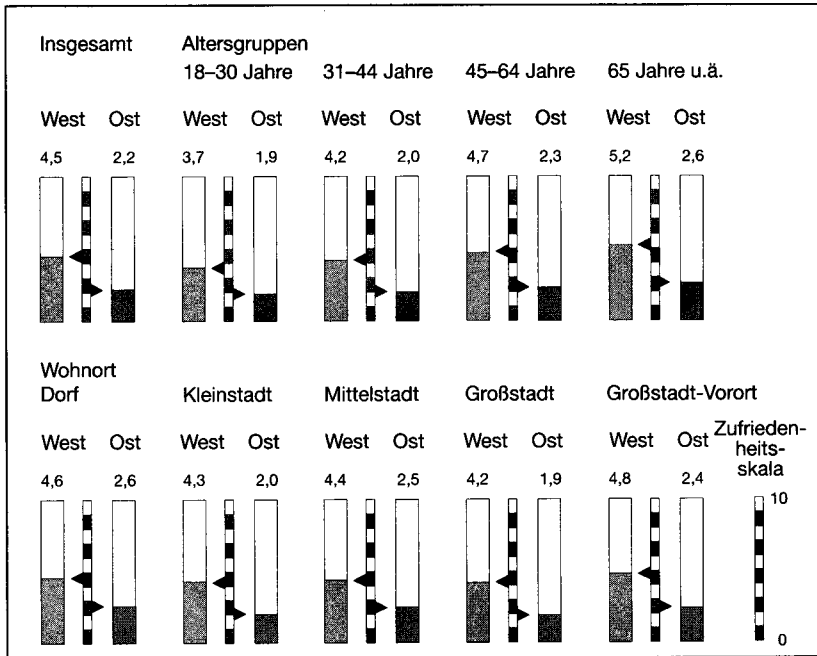 Insgesamt Altersgruppen
18–30 Jahre 31–44 Jahre 45–64 Jahre 65 Jahre u.ä.
West Ost West Ost West Ost West Ost West Ost
4,5 2,2 3,7 1,9 4,2 2,0 4,7 2,3 5,2 2,6
Wohnort
Dorf Kleinstadt Mittelstadt Großstadt Großstadt-Vorort
West Ost West Ost West Ost West Ost West Ost
4,6 2,6 4,3 2,0 4,4 2,5 4,2 1,9 4,8 2,4
Zufrieden-
heits-
skala
10
0